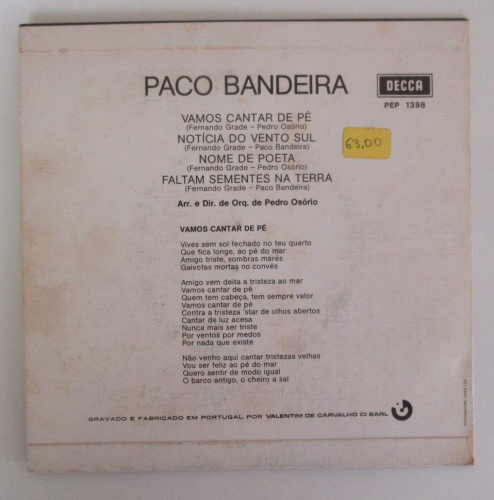 PACO BANDEIRA
DECCA
PEP 1398
VAMOS CANTAR DE PÉ
(Fernando Grade – Pedro Osório)
63.00
NOTÍCIA DO VENTO SUL
(Fernando Grade – Paco Bandeira)
NOME DE POETA
(Fernando Grade – Pedro Osório)
FALTAM SEMENTES NA TERRA
(Fernando Grade – Paco Bandeira)
Arr. e Dir. de Orq. de Pedro Osório
VAMOS CANTAR DE PÉ
Vives sem sol fechado no teu quarto
Que fica longe, ao pé do mar
Amigo triste, sombras marés
Gaivotas mortas no convés
Amigo vem deita a tristeza ao mar
Vamos cantar de pé
Quem tem cabeça, tem sempre valor
Vamos cantar de pé
Contra a tristeza 'star de olhos abertos
Cantar de luz acesa
Nunca mais ser triste
Por ventos por medos
Por nada que existe
Não venho aqui cantar tristezas velhas
Vou ser feliz ao pé do mar
Quero sentir de modo igual
O barco antigo, o cheiro a sal
GRAVADO E FABRICADO EM PORTUGAL POR VALENTIM DE CARVALHO CI SARL